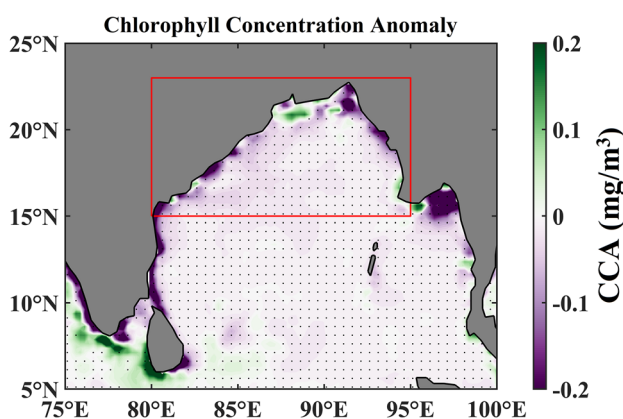 Chlorophyll Concentration Anomaly
25°N
20°N
15°N
10°N
5°N
75°E 80°E 85°E 90°E 95°E 100°E
0.2
0.1
0
-0.1
-0.2
CCA (mg/m³)